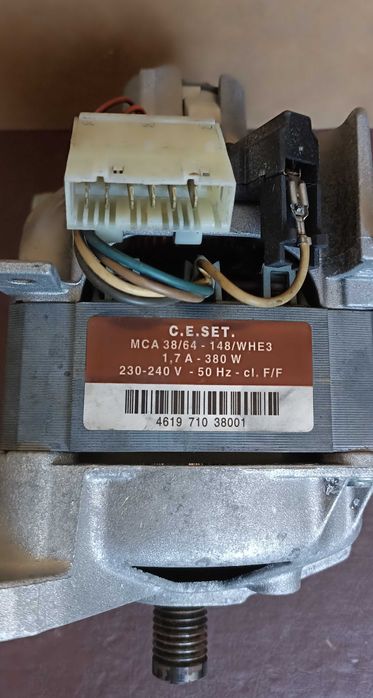 C.E.SET.
MCA 38/64 - 148/WHE3
1,7 A - 380 W
230-240 V - 50 Hz - cl. F/F
4619 710 38001